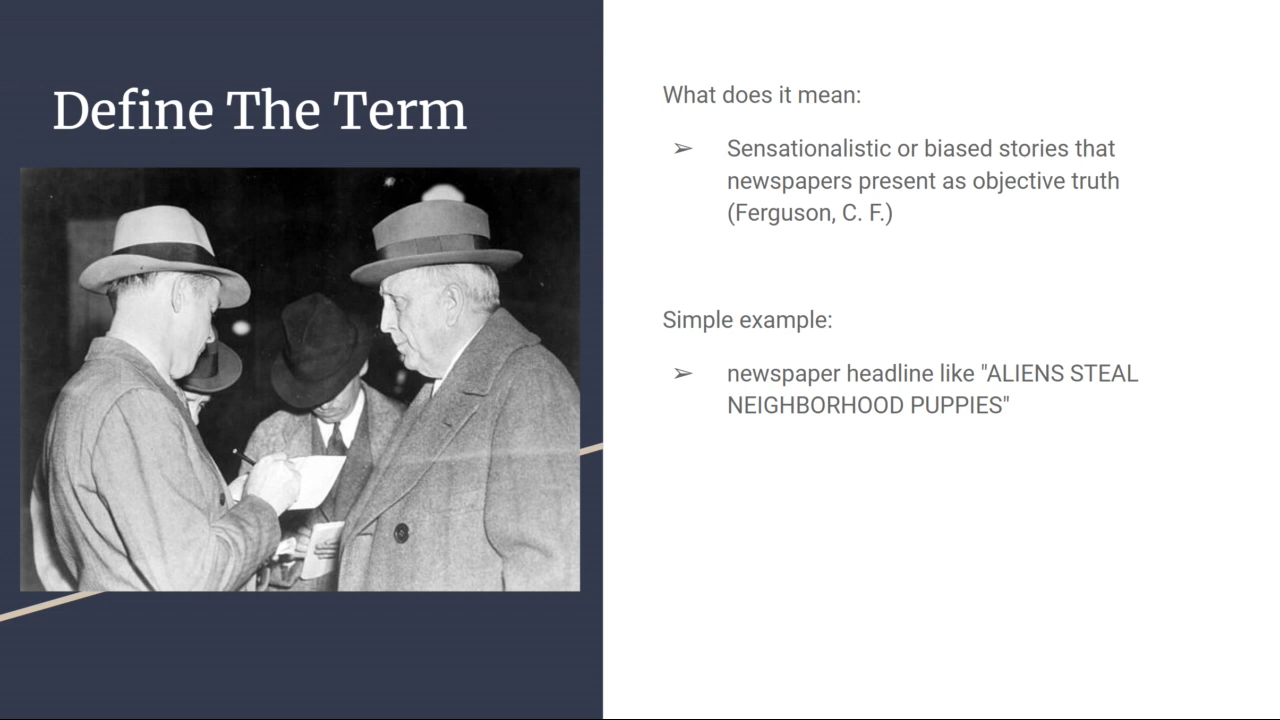 Define The Term
What does it mean:
➢ Sensationalistic or biased stories that
newspapers present as objective truth
(Ferguson, C. F.)
Simple example:
➢ newspaper headline like "ALIENS STEAL
NEIGHBORHOOD PUPPIES"